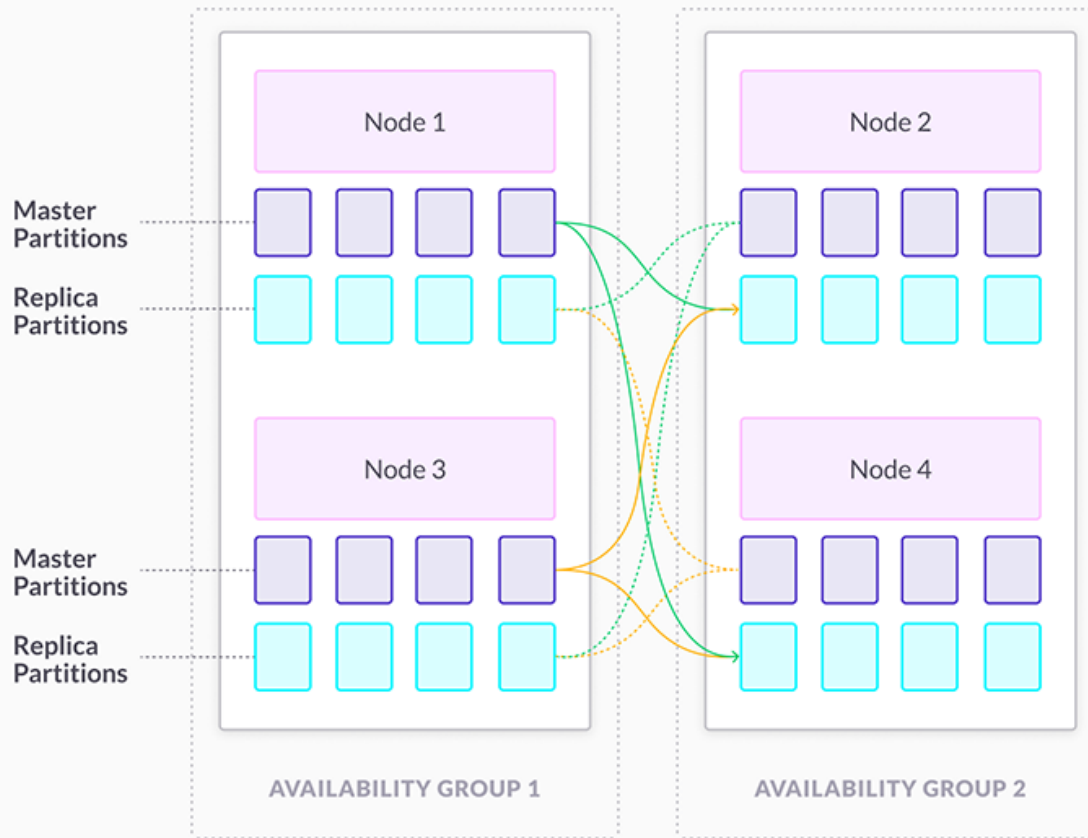 Node 1
Node 2
Master
Partitions
Replica
Partitions
Node 3
Node 4
Master
Partitions
Replica
Partitions
AVAILABILITY GROUP 1
AVAILABILITY GROUP 2